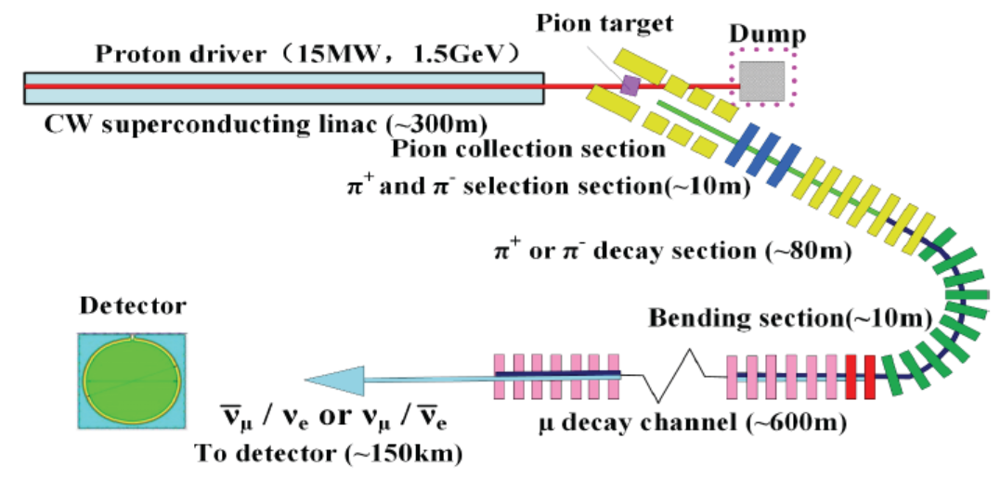 Pion target
Dump
Proton driver（15MW，1.5GeV）
CW superconducting linac (~300m)
Pion collection section
π⁺ and π⁻ selection section(~10m)
π⁺ or π⁻ decay section (~80m)
Detector
Bending section(~10m)
ν̅μ / νe or νμ / ν̅e
μ decay channel (~600m)
To detector (~150km)